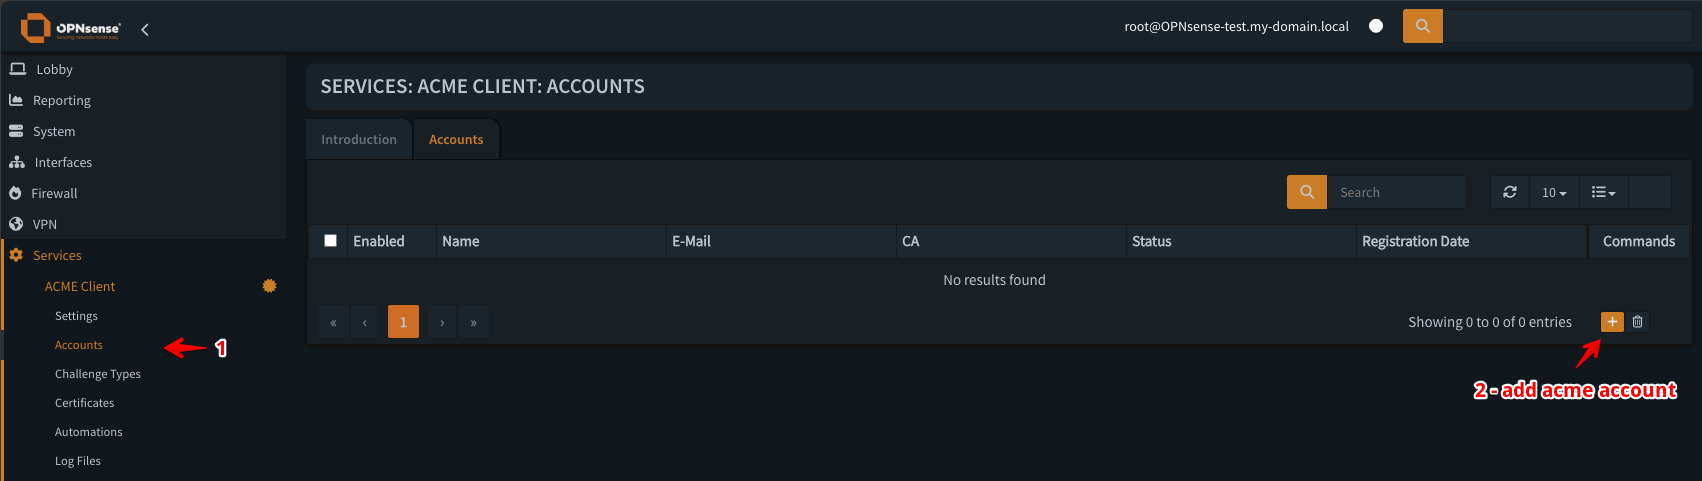 OPNsense®
root@OPNsense-test.my-domain.local
Lobby
Reporting
System
Interfaces
Firewall
VPN
Services
ACME Client
Settings
Accounts
1
Challenge Types
Certificates
Automations
Log Files
SERVICES: ACME CLIENT: ACCOUNTS
Introduction Accounts
Search 10
Enabled Name E-Mail CA Status Registration Date Commands
No results found
« ‹ 1 › » Showing 0 to 0 of 0 entries
2 - add acme account